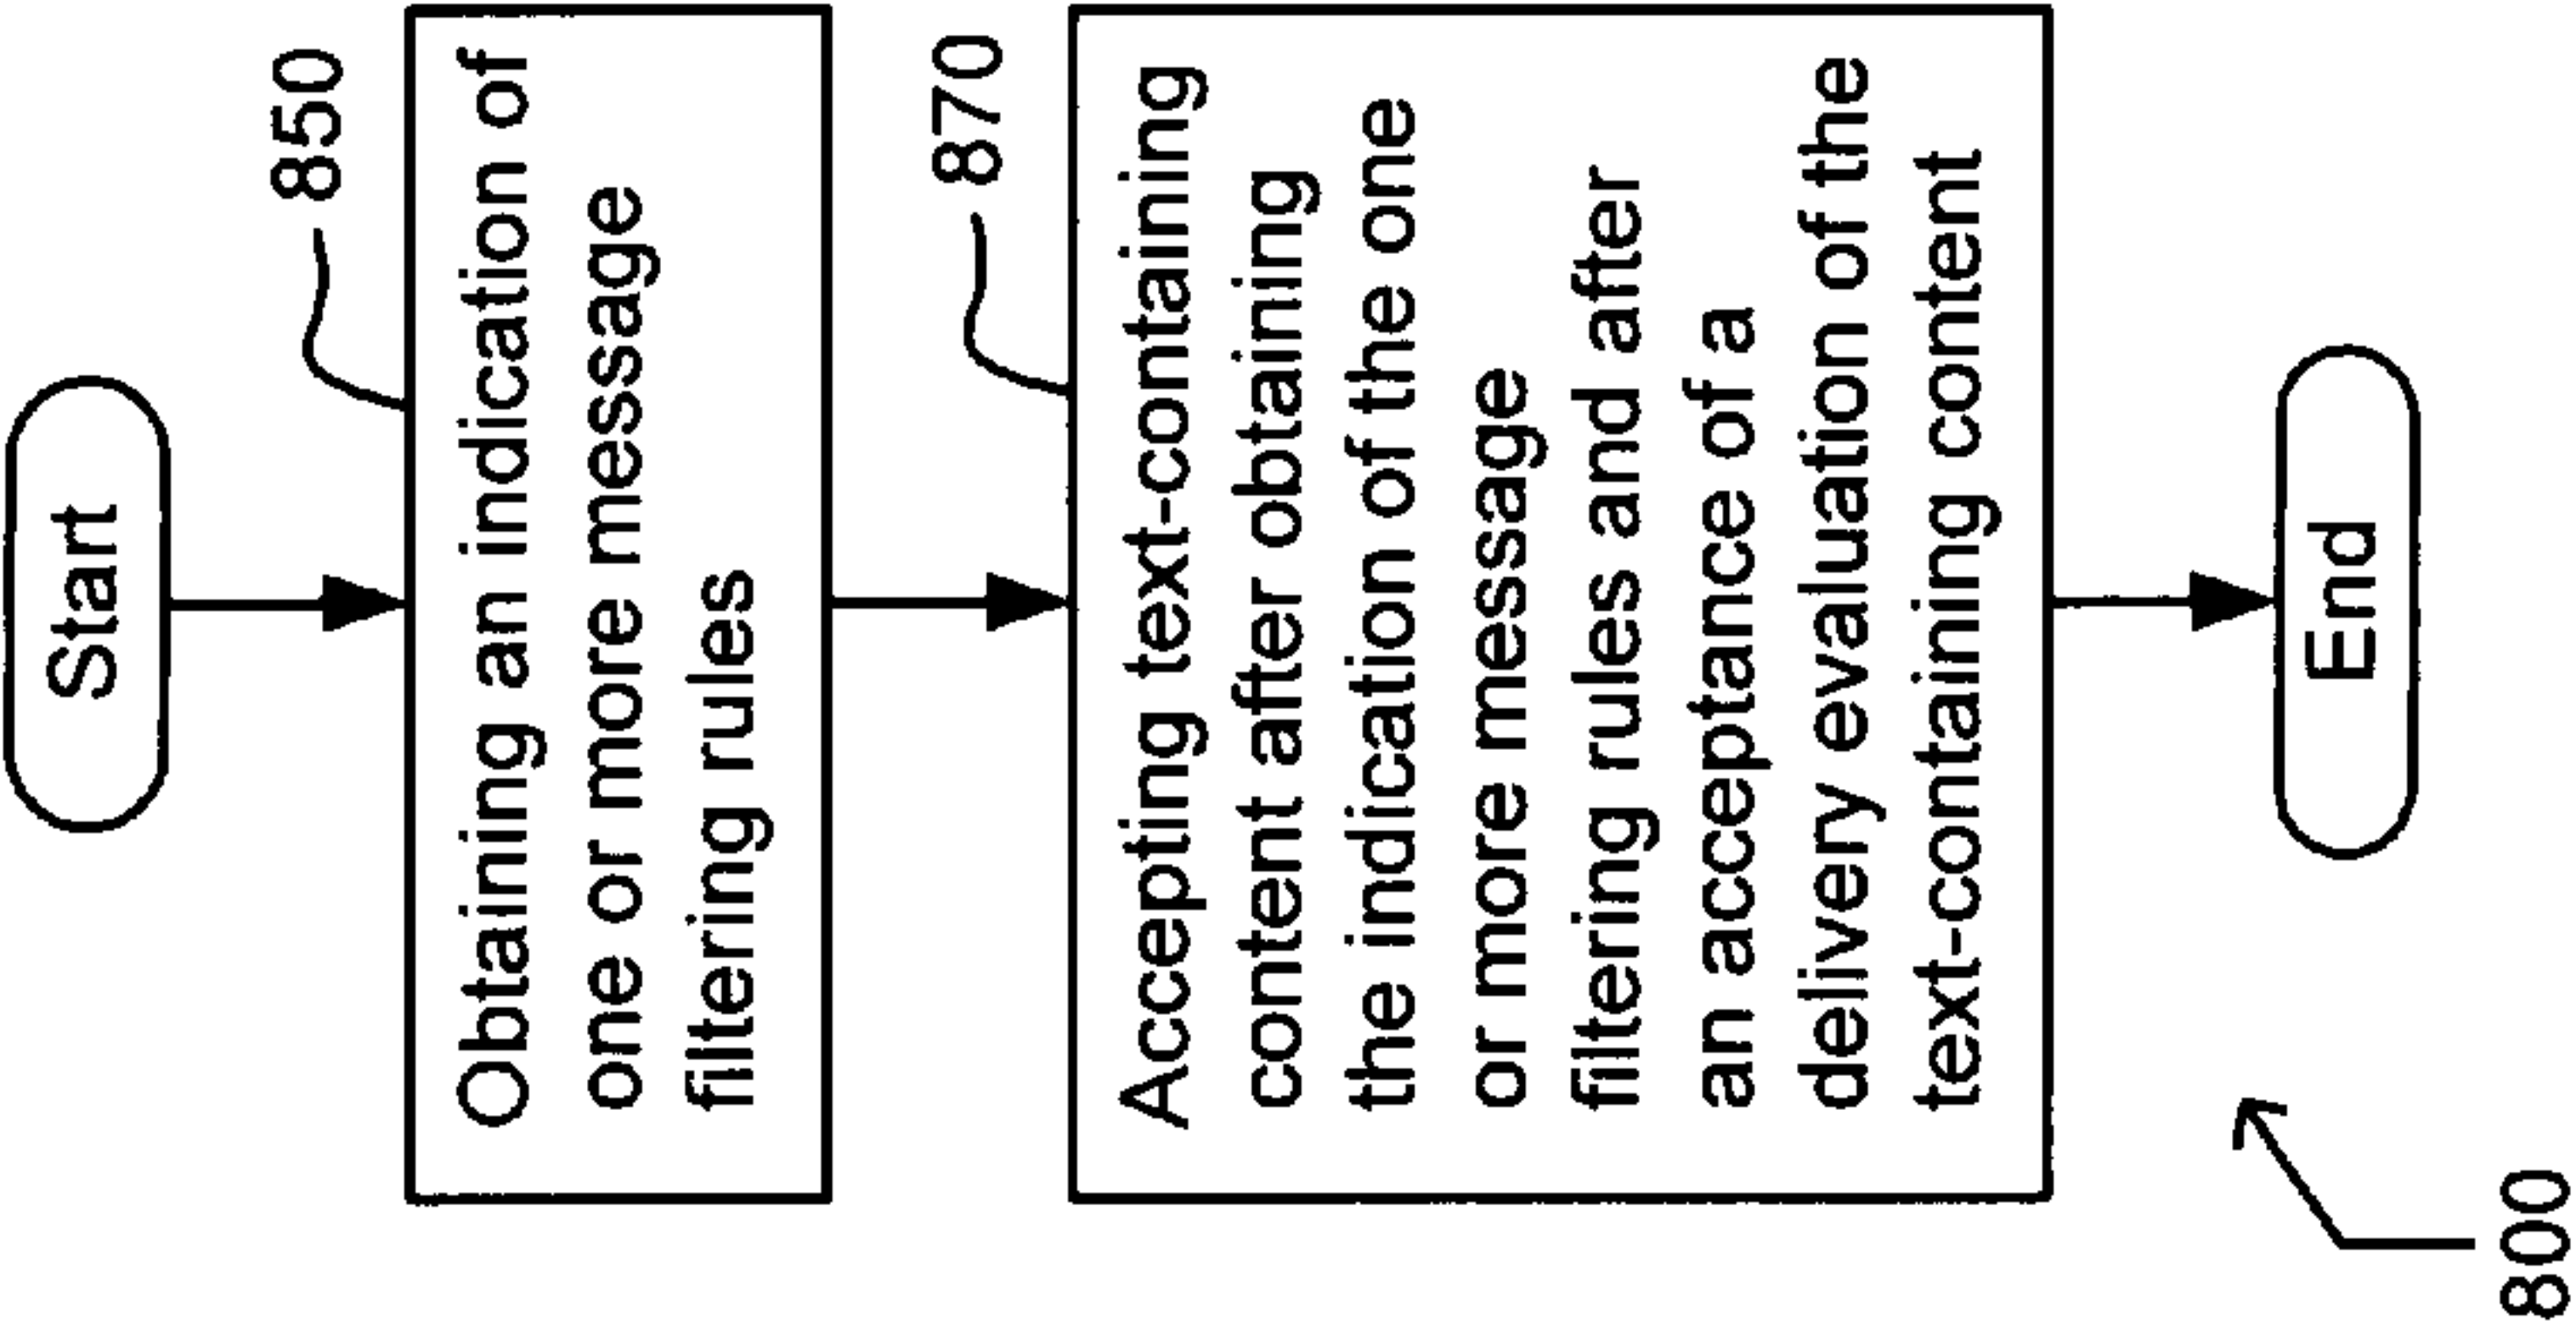 Start
850
Obtaining an indication of
one or more message
filtering rules
870
Accepting text-containing
content after obtaining
the indication of the one
or more message
filtering rules and after
an acceptance of a
delivery evaluation of the
text-containing content
End
800